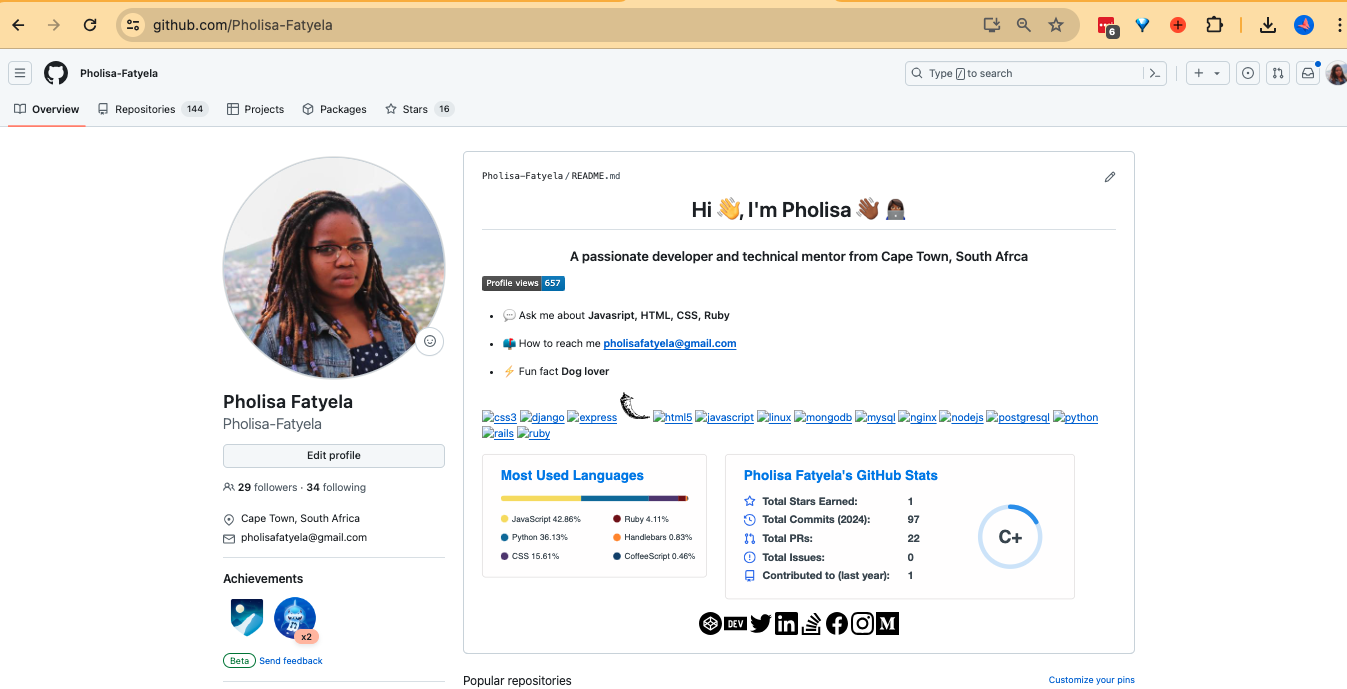 github.com/Pholisa-Fatyela
6
Pholisa-Fatyela
Type / to search
Overview
Repositories 144
Projects
Packages
Stars 16
Pholisa Fatyela
Pholisa-Fatyela
Edit profile
29 followers · 34 following
Cape Town, South Africa
pholisafatyela@gmail.com
Achievements
x2
Beta Send feedback
Pholisa-Fatyela/README.md
Hi 👋, I'm Pholisa 👋🏾 👩🏾‍💻
A passionate developer and technical mentor from Cape Town, South Afrca
Profile views 657
• 💬 Ask me about Javasript, HTML, CSS, Ruby
• 📫 How to reach me pholisafatyela@gmail.com
• ⚡ Fun fact Dog lover
css3 django express html5 javascript linux mongodb mysql nginx nodejs postgresql python
rails ruby
Most Used Languages
JavaScript 42.86%
Python 36.13%
CSS 15.61%
Ruby 4.11%
Handlebars 0.83%
CoffeeScript 0.46%
Pholisa Fatyela's GitHub Stats
Total Stars Earned: 1
Total Commits (2024): 97
Total PRs: 22
Total Issues: 0
Contributed to (last year): 1
C+
DEV
Popular repositories
Customize your pins